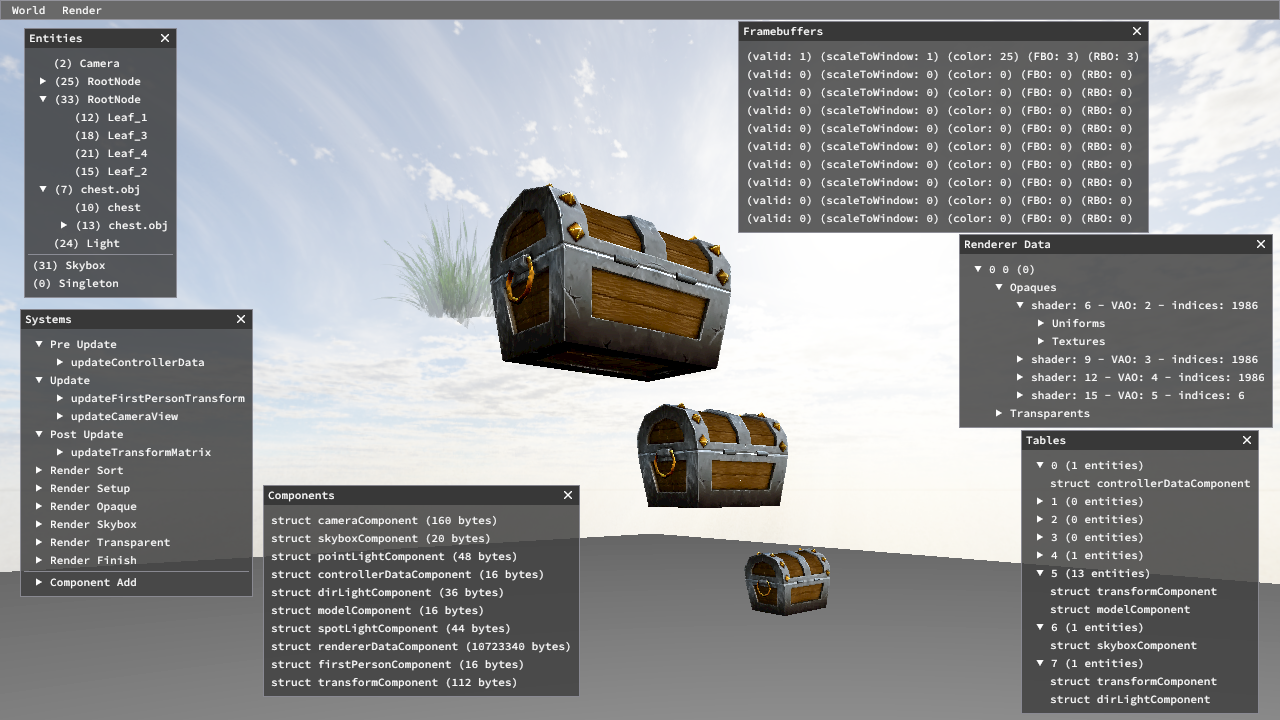 World Render
Entities
(2) Camera
(25) RootNode
(33) RootNode
(12) Leaf_1
(18) Leaf_3
(21) Leaf_4
(15) Leaf_2
(7) chest.obj
(10) chest
(13) chest.obj
(24) Light
(31) Skybox
(0) Singleton
Systems
Pre Update
updateControllerData
Update
updateFirstPersonTransform
updateCameraView
Post Update
updateTransformMatrix
Render Sort
Render Setup
Render Opaque
Render Skybox
Render Transparent
Render Finish
Component Add
Components
struct cameraComponent (160 bytes)
struct skyboxComponent (20 bytes)
struct pointLightComponent (48 bytes)
struct controllerDataComponent (16 bytes)
struct dirLightComponent (36 bytes)
struct modelComponent (16 bytes)
struct spotLightComponent (44 bytes)
struct rendererDataComponent (10723340 bytes)
struct firstPersonComponent (16 bytes)
struct transformComponent (112 bytes)
Framebuffers
(valid: 1) (scaleToWindow: 1) (color: 25) (FBO: 3) (RBO: 3)
(valid: 0) (scaleToWindow: 0) (color: 0) (FBO: 0) (RBO: 0)
(valid: 0) (scaleToWindow: 0) (color: 0) (FBO: 0) (RBO: 0)
(valid: 0) (scaleToWindow: 0) (color: 0) (FBO: 0) (RBO: 0)
(valid: 0) (scaleToWindow: 0) (color: 0) (FBO: 0) (RBO: 0)
(valid: 0) (scaleToWindow: 0) (color: 0) (FBO: 0) (RBO: 0)
(valid: 0) (scaleToWindow: 0) (color: 0) (FBO: 0) (RBO: 0)
(valid: 0) (scaleToWindow: 0) (color: 0) (FBO: 0) (RBO: 0)
(valid: 0) (scaleToWindow: 0) (color: 0) (FBO: 0) (RBO: 0)
(valid: 0) (scaleToWindow: 0) (color: 0) (FBO: 0) (RBO: 0)
Renderer Data
0 0 (0)
Opaques
shader: 6 - VAO: 2 - indices: 1986
Uniforms
Textures
shader: 9 - VAO: 3 - indices: 1986
shader: 12 - VAO: 4 - indices: 1986
shader: 15 - VAO: 5 - indices: 6
Transparents
Tables
0 (1 entities)
struct controllerDataComponent
1 (0 entities)
2 (0 entities)
3 (0 entities)
4 (1 entities)
5 (13 entities)
struct transformComponent
struct modelComponent
6 (1 entities)
struct skyboxComponent
7 (1 entities)
struct transformComponent
struct dirLightComponent